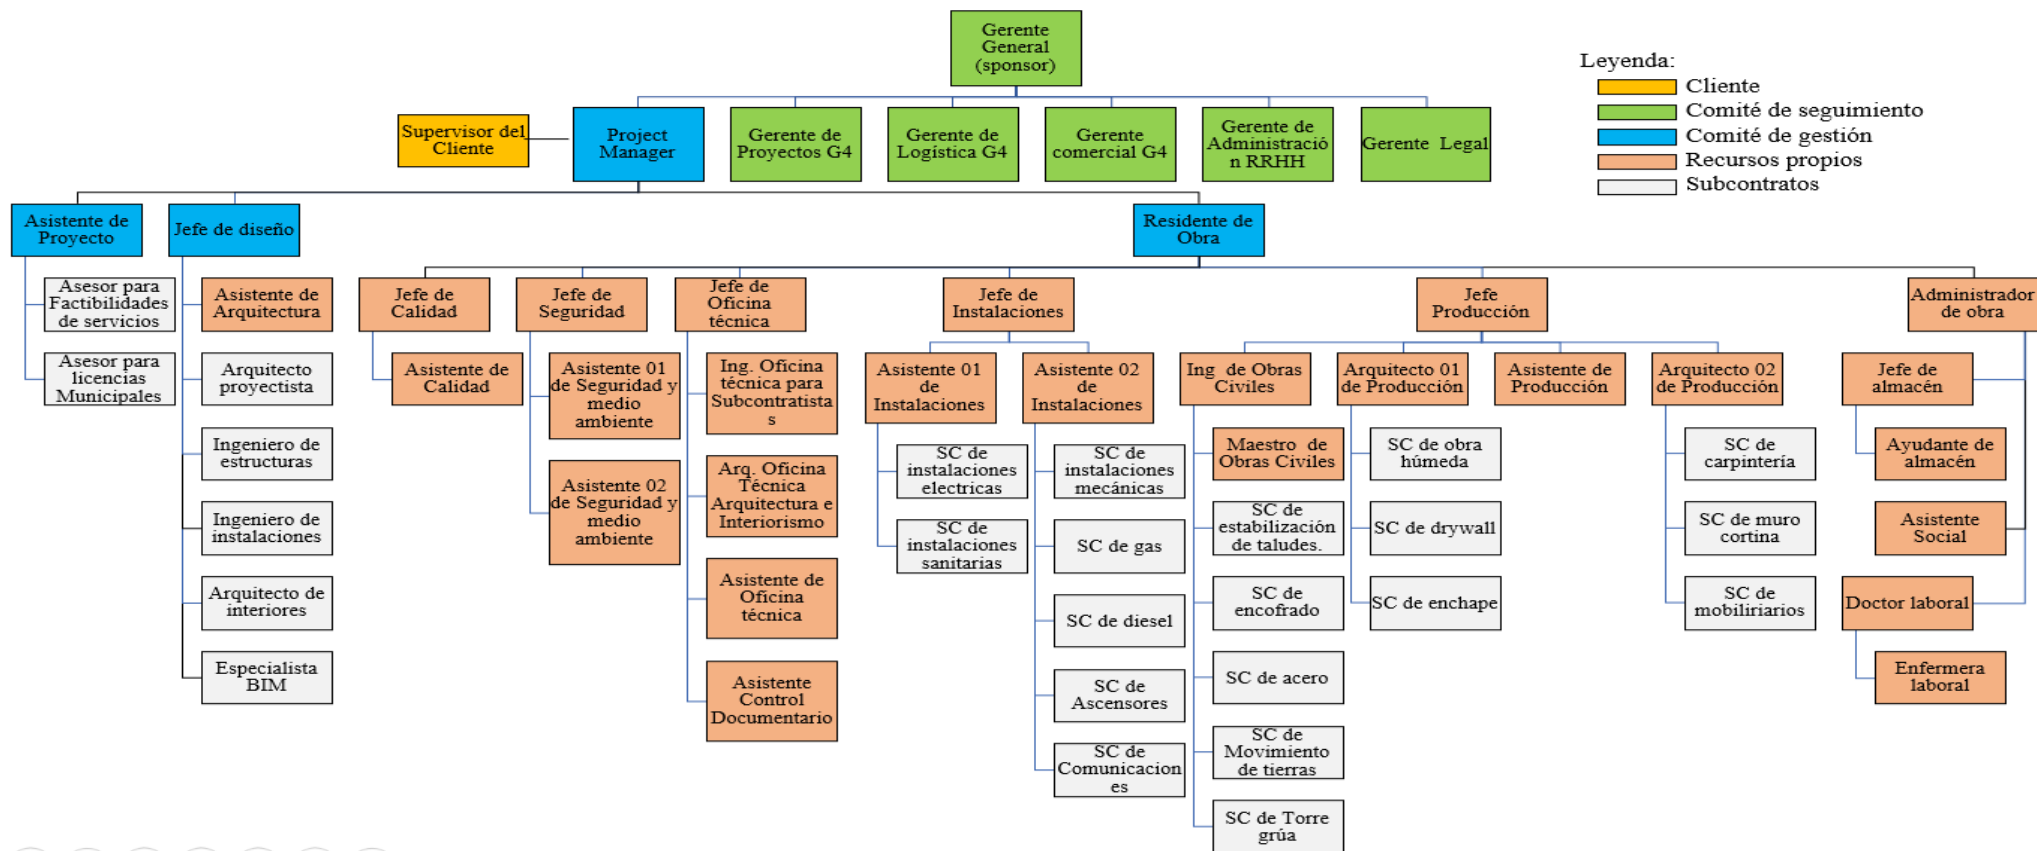 Gerente
General
(sponsor)
Leyenda:
Cliente
Comité de seguimiento
Comité de gestión
Recursos propios
Subcontratos
Supervisor del
Cliente
Project
Manager
Gerente de
Proyectos G4
Gerente de
Logística G4
Gerente
comercial G4
Gerente de
Administració
n RRHH
Gerente Legal
Asistente de
Proyecto
Jefe de diseño
Residente de
Obra
Asesor para
Factibilidades
de servicios
Asesor para
licencias
Municipales
Asistente de
Arquitectura
Arquitecto
proyectista
Ingeniero de
estructuras
Ingeniero de
instalaciones
Arquitecto de
interiores
Especialista
BIM
Jefe de
Calidad
Asistente de
Calidad
Jefe de
Seguridad
Asistente 01
de Seguridad y
medio
ambiente
Asistente 02
de Seguridad y
medio
ambiente
Jefe de
Oficina
técnica
Ing. Oficina
técnica para
Subcontratista
s
Arq. Oficina
Técnica
Arquitectura e
Interiorismo
Asistente de
Oficina
técnica
Asistente
Control
Documentario
Jefe de
Instalaciones
Asistente 01
de
Instalaciones
SC de
instalaciones
electricas
SC de
instalaciones
sanitarias
Asistente 02
de
Instalaciones
SC de
instalaciones
mecánicas
SC de gas
SC de diesel
SC de
Ascensores
SC de
Comunicacion
es
Jefe
Producción
Ing de Obras
Civiles
Maestro de
Obras Civiles
SC de
estabilización
de taludes.
SC de
encofrado
SC de acero
SC de
Movimiento
de tierras
SC de Torre
grúa
Arquitecto 01
de Producción
SC de obra
húmeda
SC de drywall
SC de enchape
Asistente de
Producción
Arquitecto 02
de Producción
SC de
carpintería
SC de muro
cortina
SC de
mobiliriarios
Administrador
de obra
Jefe de
almacén
Ayudante de
almacén
Asistente
Social
Doctor laboral
Enfermera
laboral